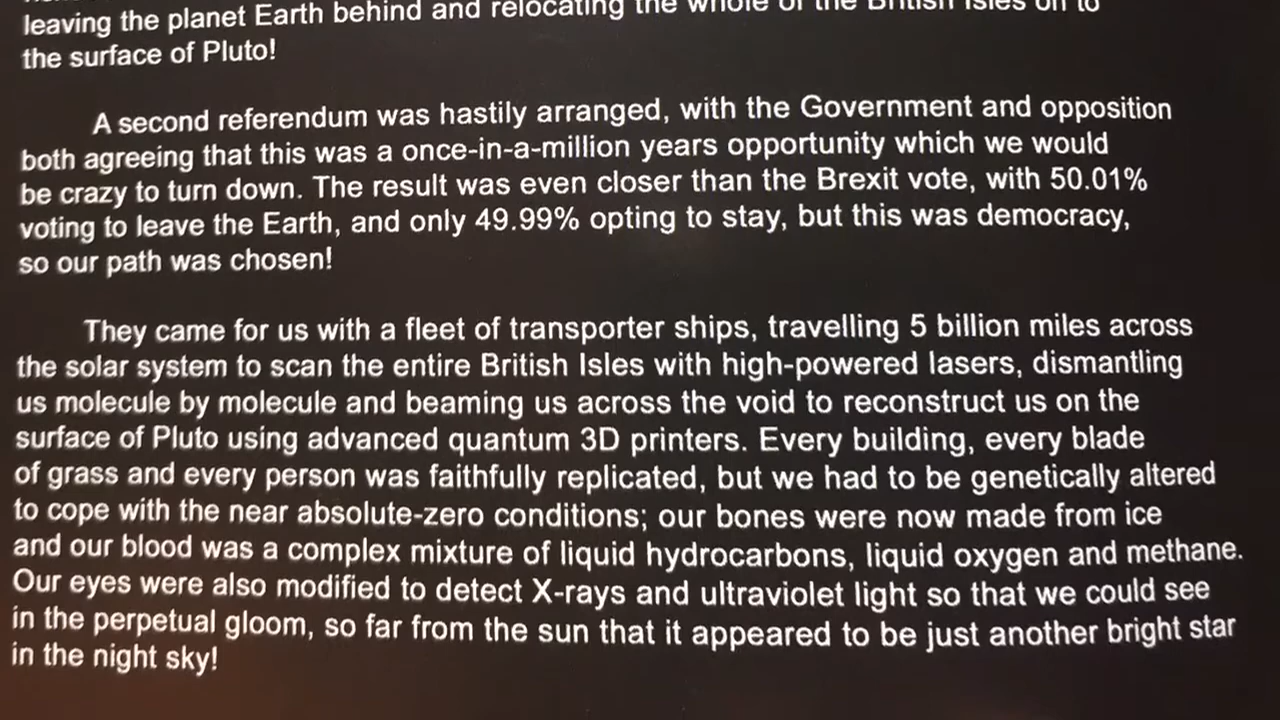 leaving the planet Earth behind and relocating the whole of the British Isles on to
the surface of Pluto!
A second referendum was hastily arranged, with the Government and opposition
both agreeing that this was a once-in-a-million years opportunity which we would
be crazy to turn down. The result was even closer than the Brexit vote, with 50.01%
voting to leave the Earth, and only 49.99% opting to stay, but this was democracy,
so our path was chosen!
They came for us with a fleet of transporter ships, travelling 5 billion miles across
the solar system to scan the entire British Isles with high-powered lasers, dismantling
us molecule by molecule and beaming us across the void to reconstruct us on the
surface of Pluto using advanced quantum 3D printers. Every building, every blade
of grass and every person was faithfully replicated, but we had to be genetically altered
to cope with the near absolute-zero conditions; our bones were now made from ice
and our blood was a complex mixture of liquid hydrocarbons, liquid oxygen and methane.
Our eyes were also modified to detect X-rays and ultraviolet light so that we could see
in the perpetual gloom, so far from the sun that it appeared to be just another bright star
in the night sky!